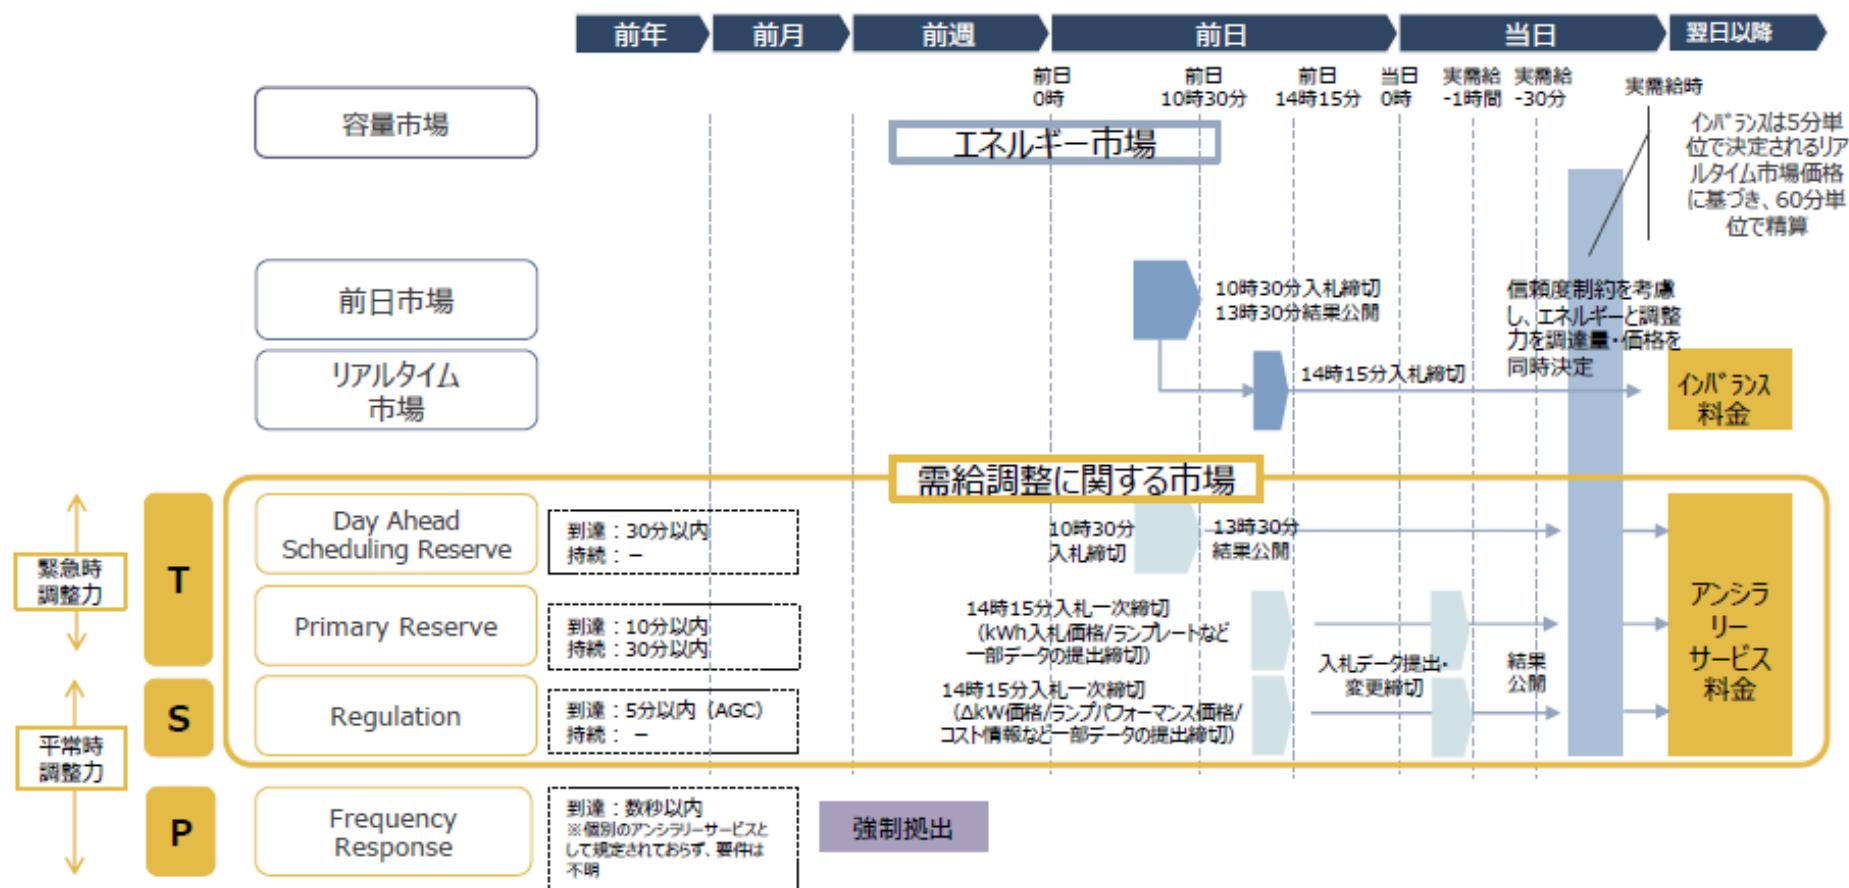 前年
前月
前週
前日
当日
翌日以降
前日
0時
前日
10時30分
前日
14時15分
当日
0時
実需給
-1時間
実需給
-30分
実需給時
容量市場
エネルギー市場
インバランスは5分単
位で決定されるリア
ルタイム市場価格
に基づき、60分単
位で精算
前日市場
10時30分入札締切
13時30分結果公開
信頼度制約を考慮
し、エネルギーと調整
力を調達量・価格を
同時決定
リアルタイム
市場
14時15分入札締切
インバランス
料金
需給調整に関する市場
緊急時
調整力
T
Day Ahead
Scheduling Reserve
到達：30分以内
持続：－
10時30分
入札締切
13時30分
結果公開
Primary Reserve
到達：10分以内
持続：30分以内
14時15分入札一次締切
（kWh入札価格/ランプレートなど
一部データの提出締切）
入札データ提出・
変更締切
結果
公開
アンシラ
リー
サービス
料金
平常時
調整力
S
Regulation
到達：5分以内（AGC）
持続：－
14時15分入札一次締切
（ΔkW価格/ランプパフォーマンス価格/
コスト情報など一部データの提出締切）
P
Frequency
Response
到達：数秒以内
※個別のアンシラリーサービスと
して規定されておらず、要件は
不明
強制拠出